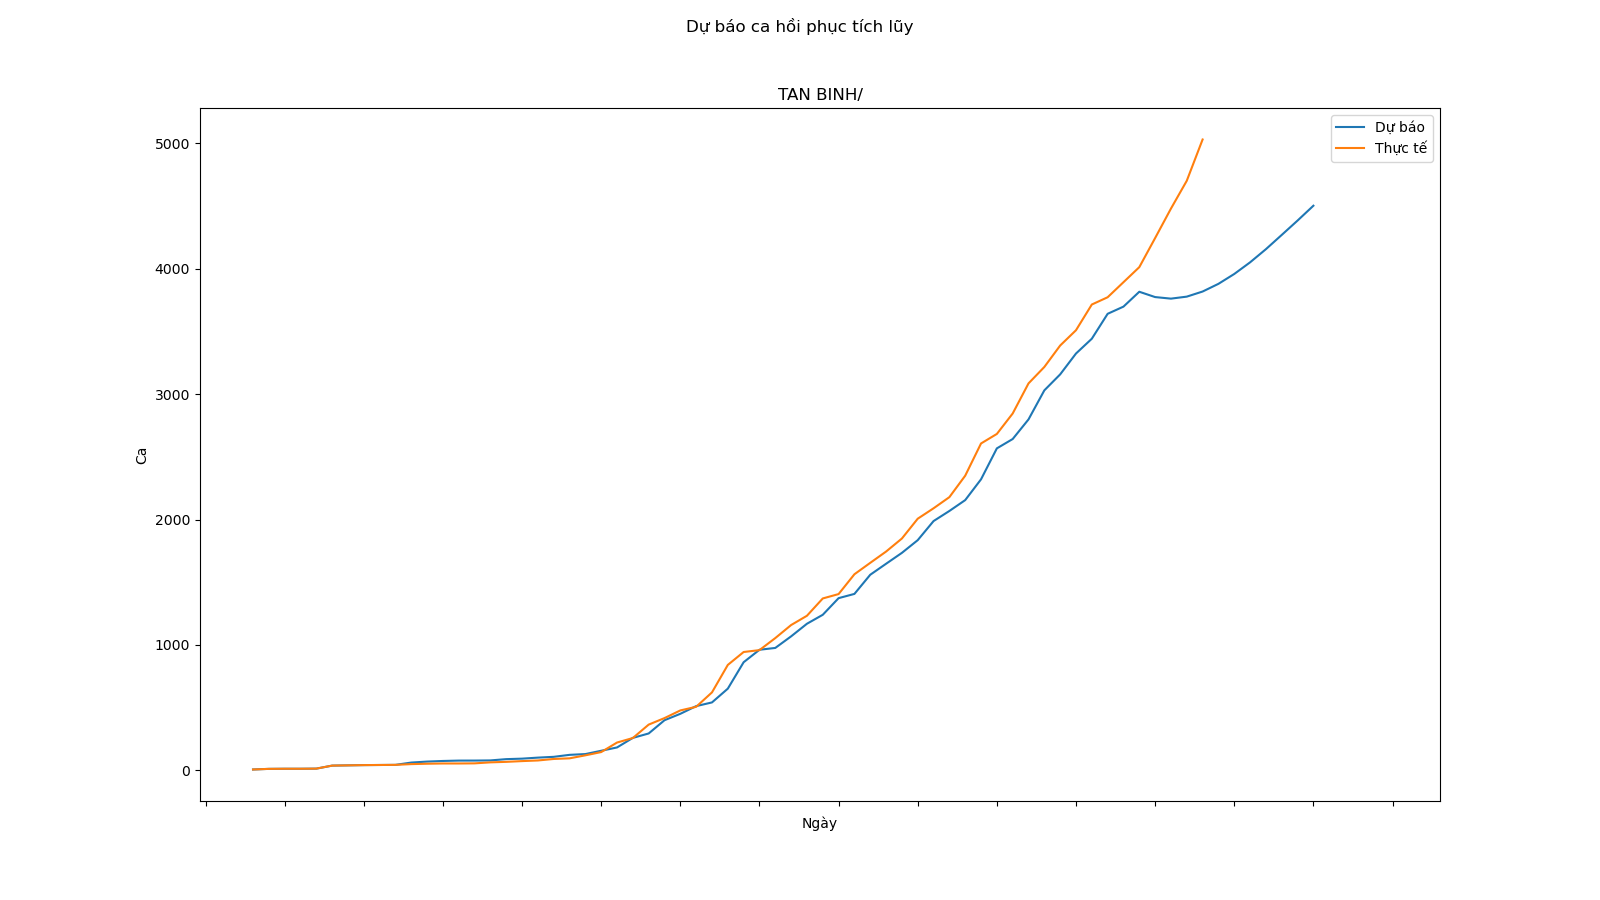 Dự báo ca hồi phục tích lũy
TAN BINH/
Dự báo
Thực tế
5000
4000
3000
2000
1000
0
Ca
Ngày